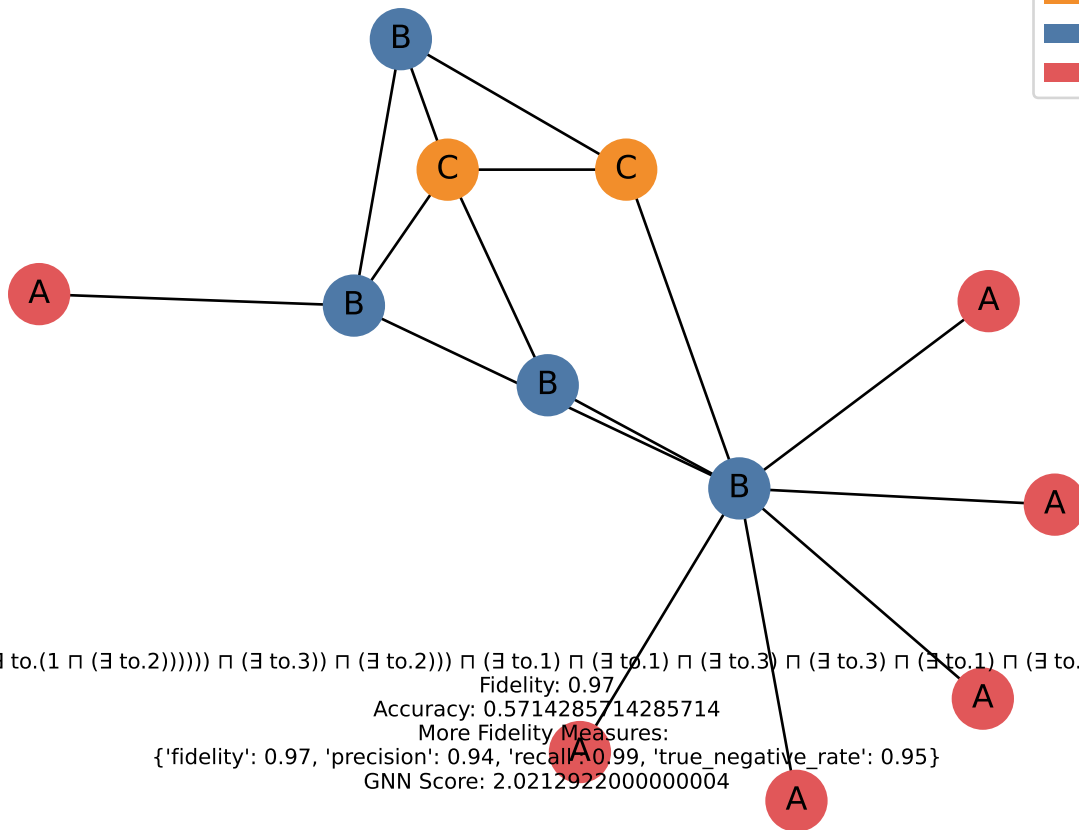 B
C
C
A
B
A
B
B
A
∃ to.(1 ⊓ (∃ to.2)))))) ⊓ (∃ to.3)) ⊓ (∃ to.2))) ⊓ (∃ to.1) ⊓ (∃ to.1) ⊓ (∃ to.3) ⊓ (∃ to.3) ⊓ (∃ to.1) ⊓ (∃ to.
Fidelity: 0.97
A
Accuracy: 0.5714285714285714
More Fidelity Measures:
A
{'fidelity': 0.97, 'precision': 0.94, 'recall': 0.99, 'true_negative_rate': 0.95}
GNN Score: 2.0212922000000004
A